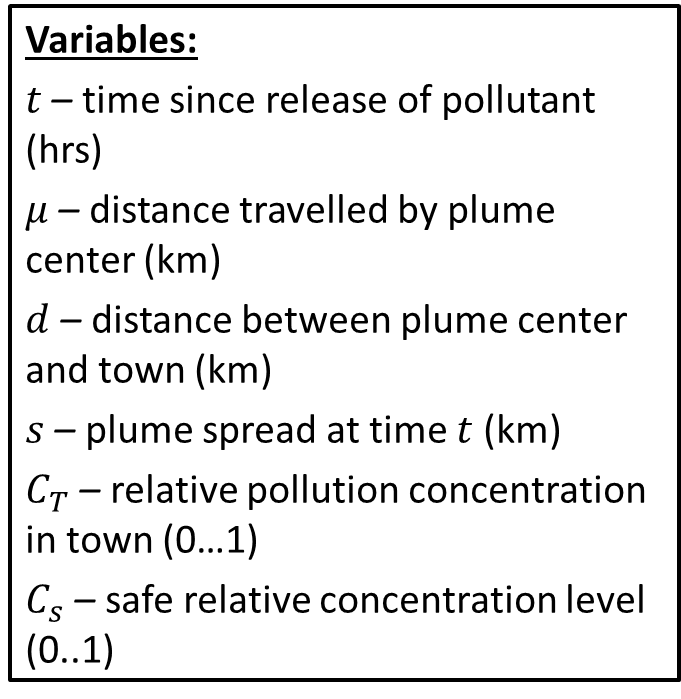 Variables:
t – time since release of pollutant
(hrs)
μ – distance travelled by plume
center (km)
d – distance between plume center
and town (km)
s – plume spread at time t (km)
C_T – relative pollution concentration
in town (0…1)
C_s – safe relative concentration level
(0..1)